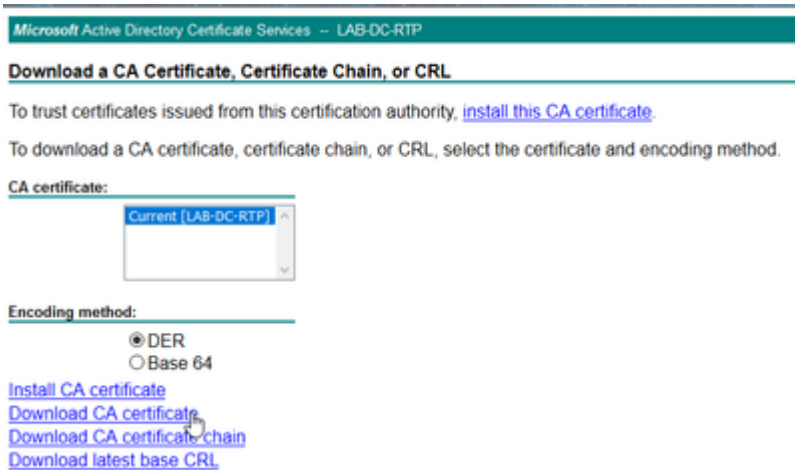 Microsoft Active Directory Certificate Services -- LAB-DC-RTP
Download a CA Certificate, Certificate Chain, or CRL
To trust certificates issued from this certification authority, install this CA certificate.
To download a CA certificate, certificate chain, or CRL, select the certificate and encoding method.
CA certificate:
Current [LAB-DC-RTP]
Encoding method:
DER
Base 64
Install CA certificate
Download CA certificate
Download CA certificate chain
Download latest base CRL